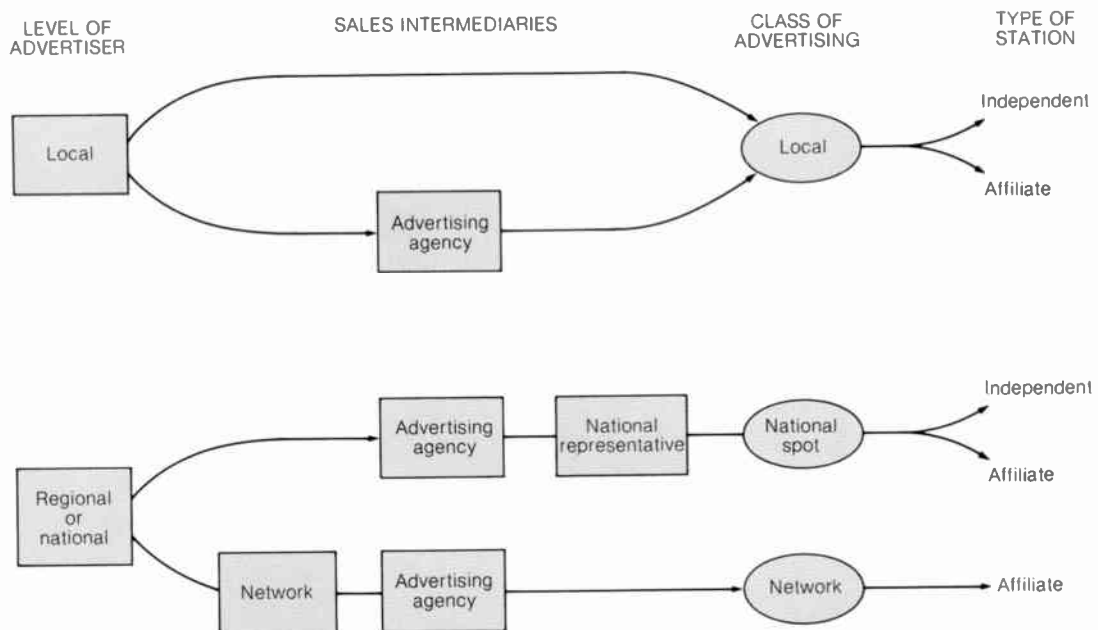 LEVEL OF
ADVERTISER
SALES INTERMEDIARIES
CLASS OF
ADVERTISING
TYPE OF
STATION
Local
Advertising
agency
Local
Independent
Affiliate
Regional
or
national
Advertising
agency
National
representative
National
spot
Independent
Affiliate
Network
Advertising
agency
Network
Affiliate